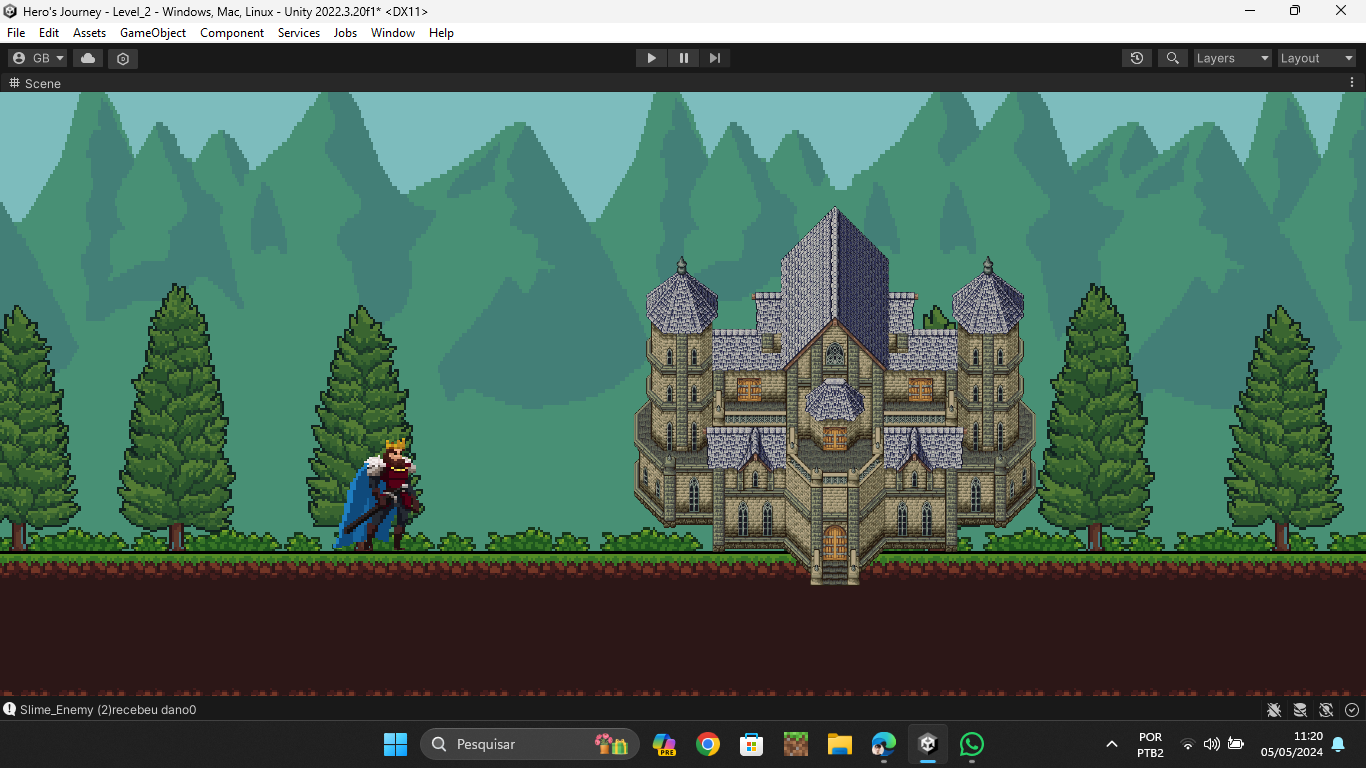 Hero's Journey - Level_2 - Windows, Mac, Linux - Unity 2022.3.20f1* <DX11>
File Edit Assets GameObject Component Services Jobs Window Help
GB Layers Layout
Scene
Slime_Enemy (2)recebeu dano0
Pesquisar
PRE
POR
PTB2
11:20
05/05/2024